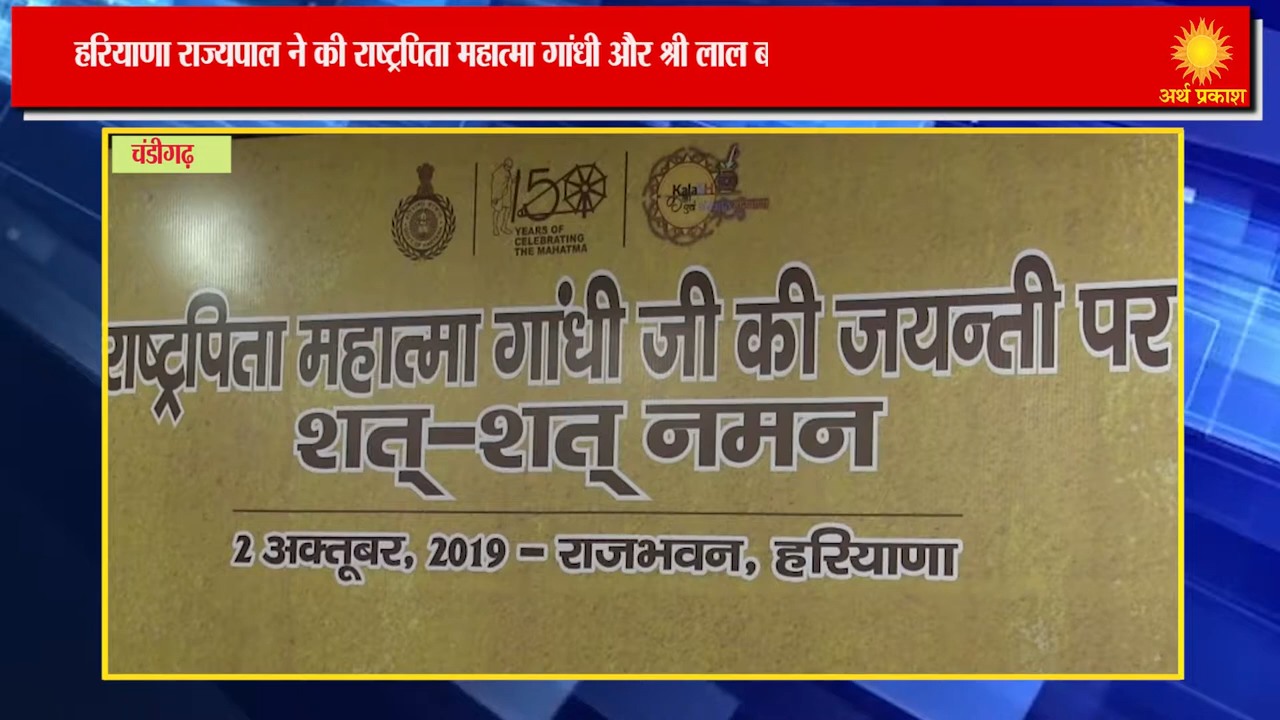 हरियाणा राज्यपाल ने की राष्ट्रपिता महात्मा गांधी और श्री लाल ब
अर्थ प्रकाश
चंडीगढ़
150
YEARS OF
CELEBRATING
THE MAHATMA
Kala
राष्ट्रपिता महात्मा गांधी जी की जयन्ती पर
शत्-शत् नमन
2 अक्तूबर, 2019 - राजभवन, हरियाणा